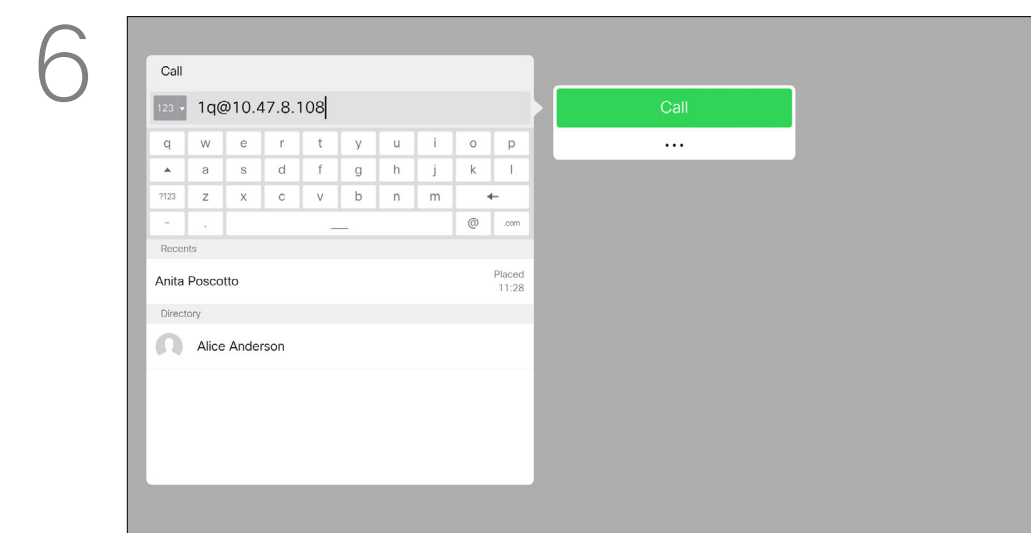 6
Call
123
1q@10.47.8.108
Call
...
q w e r t y u i o p
a s d f g h j k l
?123 z x c v b n m
- . @ .com
Recents
Anita Poscotto
Placed
11:28
Directory
Alice Anderson